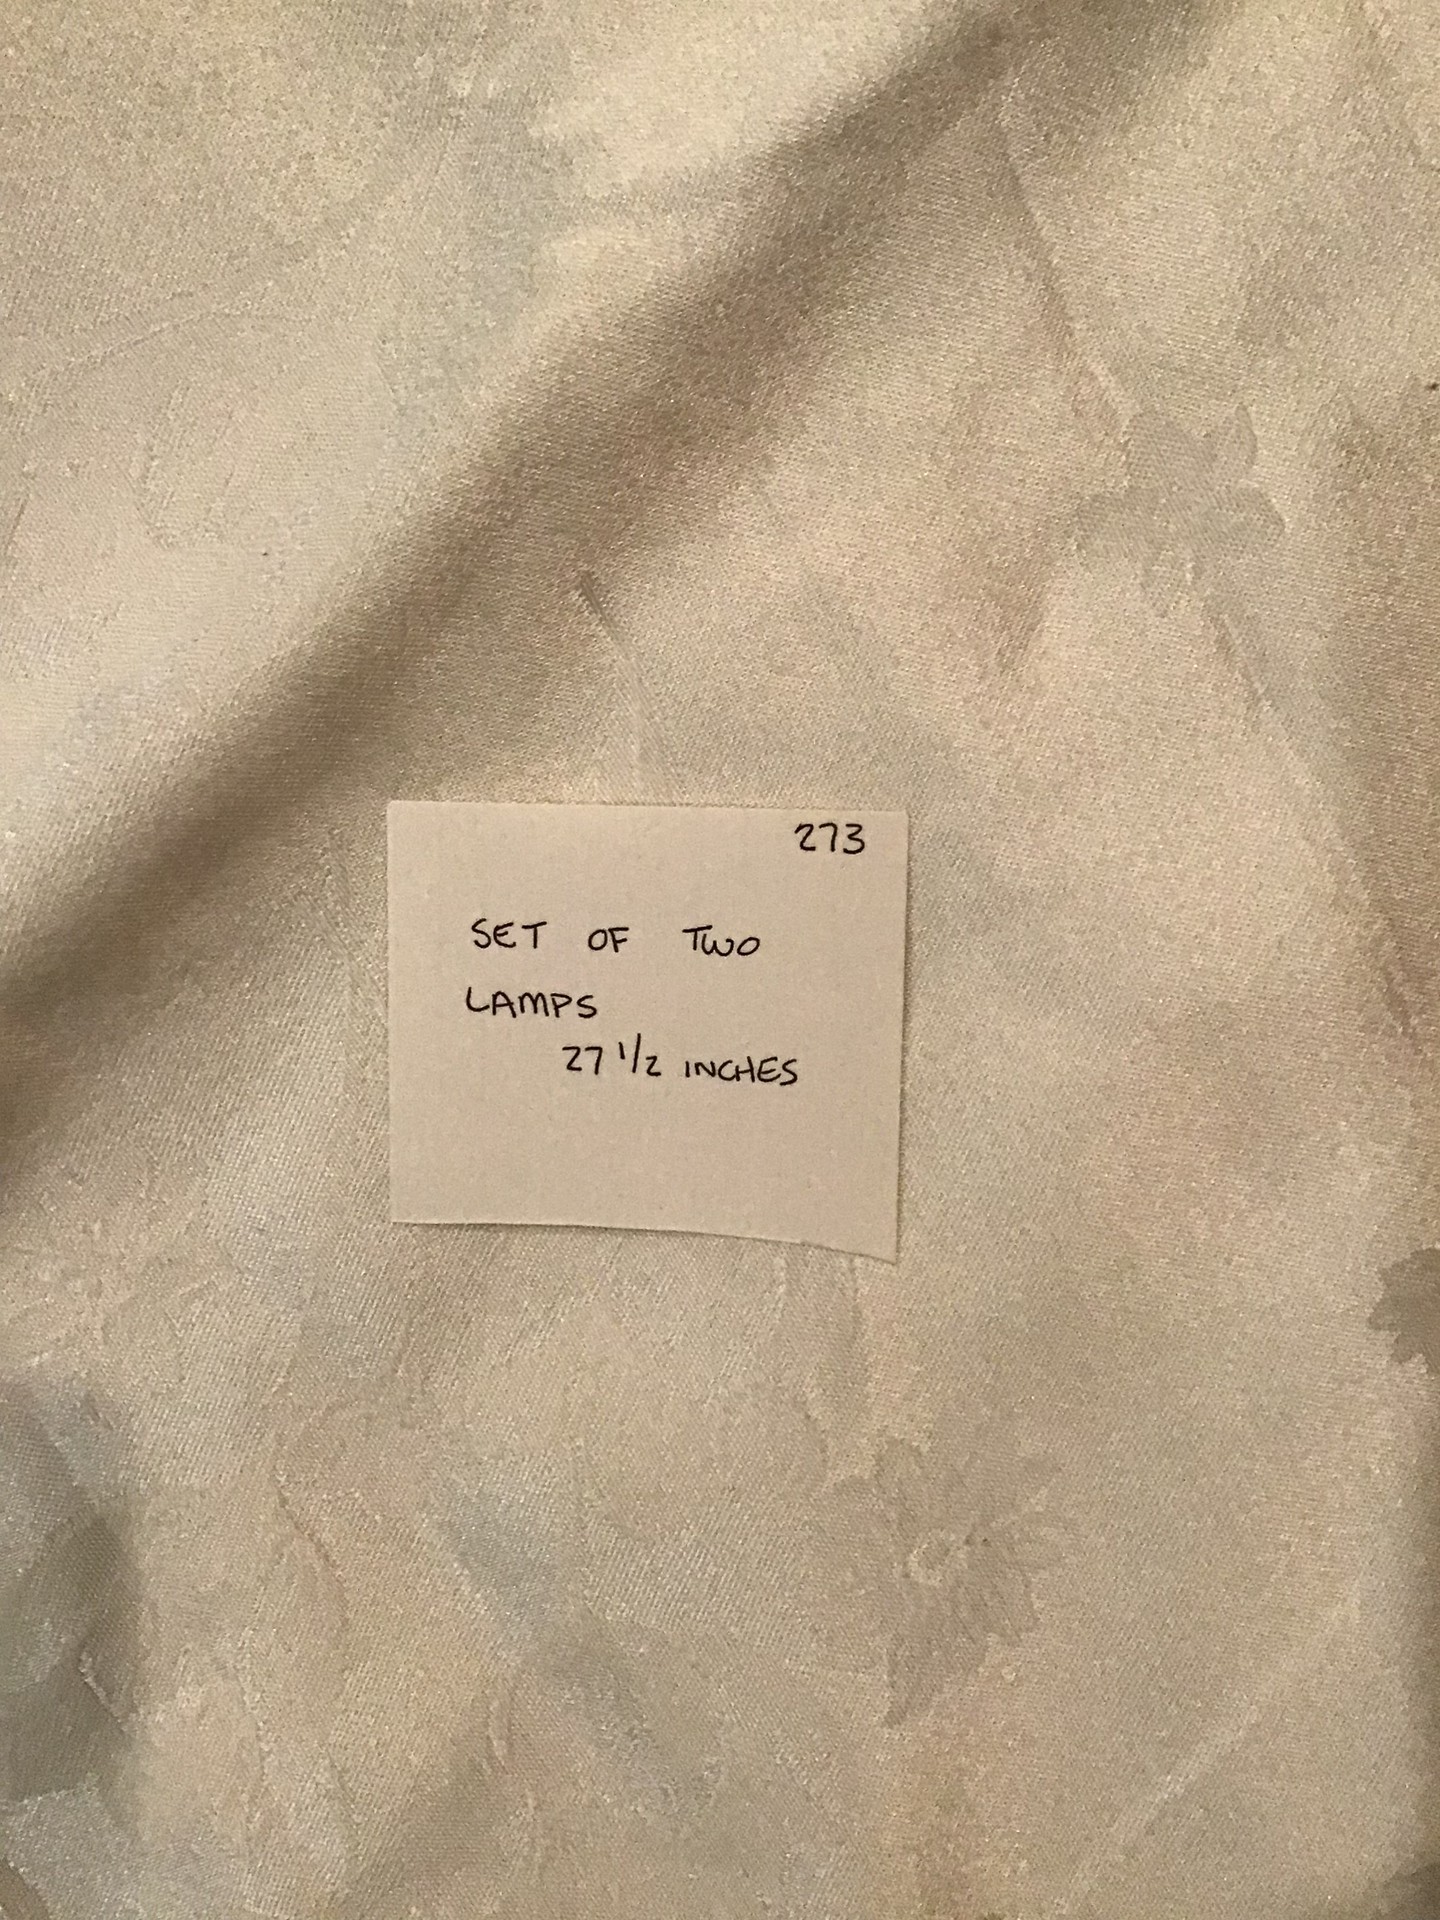 273
SET OF TWO
LAMPS
27 1/2 INCHES